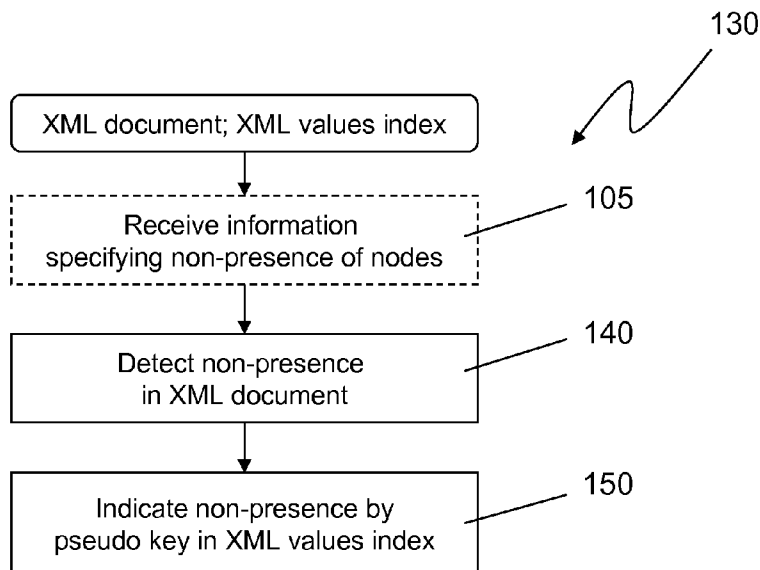 130
XML document; XML values index
Receive information
specifying non-presence of nodes
105
Detect non-presence
in XML document
140
Indicate non-presence by
pseudo key in XML values index
150